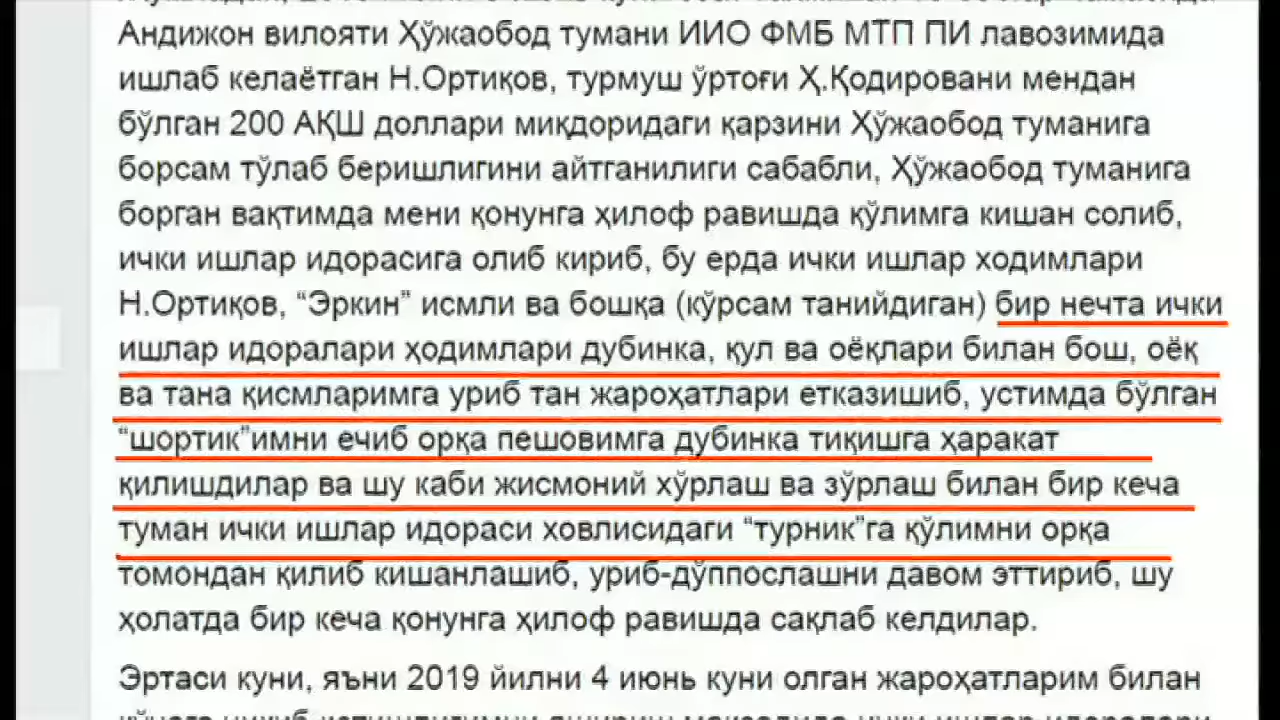 Андижон вилояти Ҳўжаобод тумани ИИО ФМБ МТП ПИ лавозимида
ишлаб келаётган Н.Ортиқов, турмуш ўртоғи Ҳ.Қодировани мендан
бўлган 200 АҚШ доллари миқдоридаги қарзини Ҳўжаобод туманига
борсам тўлаб беришлигини айтганилиги сабабли, Ҳўжаобод туманига
борган вақтимда мени қонунга ҳилоф равишда қўлимга кишан солиб,
ички ишлар идорасига олиб кириб, бу ерда ички ишлар ходимлари
Н.Ортиқов, “Эркин” исмли ва бошқа (кўрсам танийдиган) бир нечта ички
ишлар идоралари ҳодимлари дубинка, қул ва оёқлари билан бош, оёқ
ва тана қисмларимга уриб тан жароҳатлари етказишиб, устимда бўлган
“шортик”имни ечиб орқа пешовимга дубинка тиқишга ҳаракат
қилишдилар ва шу каби жисмоний хўрлаш ва зўрлаш билан бир кеча
туман ички ишлар идораси ховлисидаги “турник”га қўлимни орқа
томондан қилиб кишанлашиб, уриб-дўппослашни давом эттириб, шу
ҳолатда бир кеча қонунга ҳилоф равишда сақлаб келдилар.
Эртаси куни, яъни 2019 йилни 4 июнь куни олган жароҳатларим билан